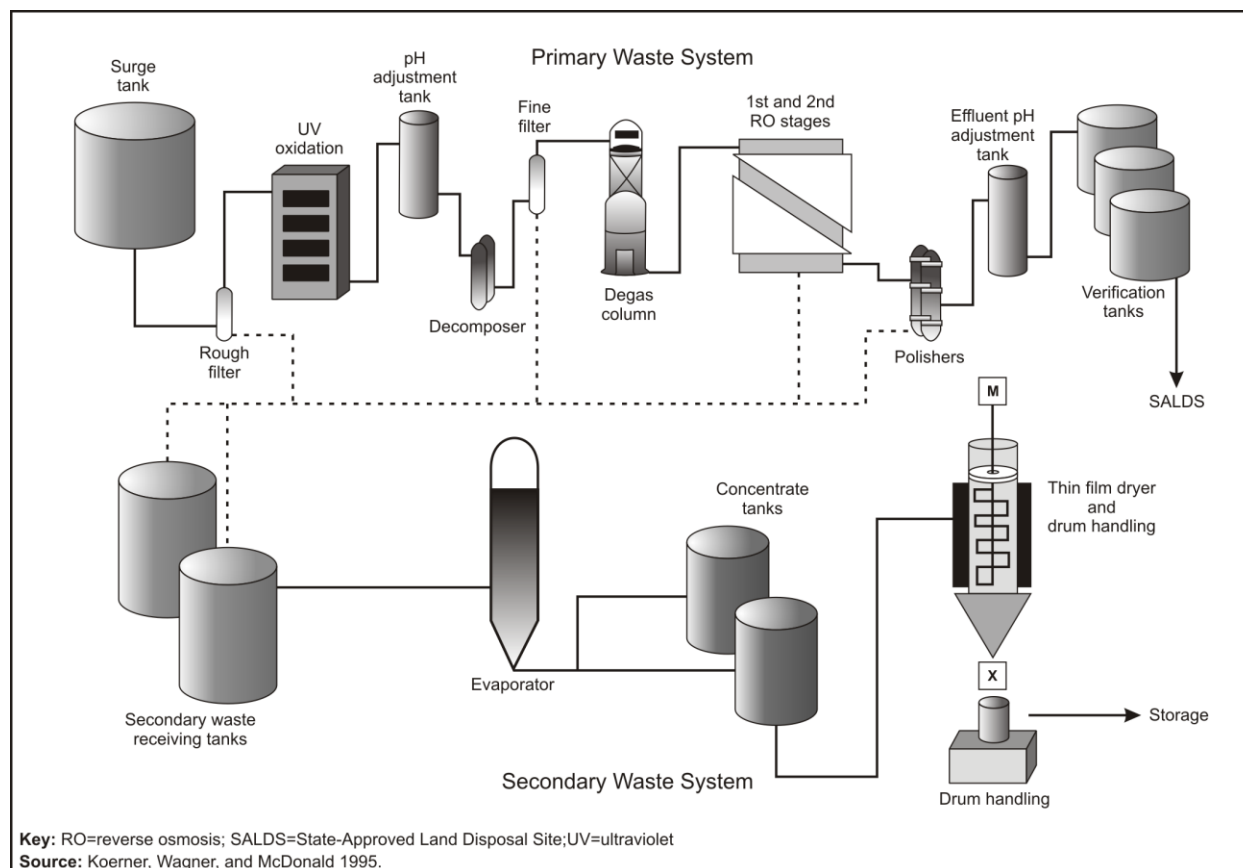 Primary Waste System
Surge
tank
UV
oxidation
pH
adjustment
tank
Fine
filter
1st and 2nd
RO stages
Effluent pH
adjustment
tank
Rough
filter
Decomposer
Degas
column
Polishers
Verification
tanks
SALDS
M
Thin film dryer
and
drum handling
Concentrate
tanks
X
Evaporator
Secondary waste
receiving tanks
Storage
Drum handling
Secondary Waste System
Key: RO=reverse osmosis; SALDS=State-Approved Land Disposal Site;UV=ultraviolet
Source: Koerner, Wagner, and McDonald 1995.